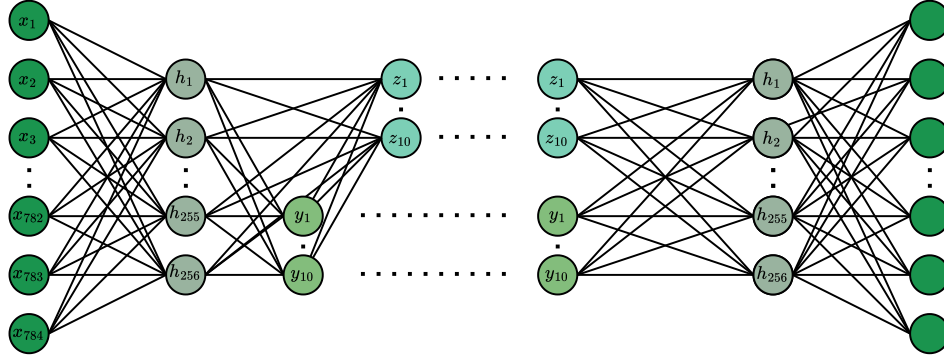 x₁
x₂
x₃
x₇₈₂
x₇₈₃
x₇₈₄
h₁
h₂
h₂₅₅
h₂₅₆
y₁
y₁₀
z₁
z₁₀
z₁
z₁₀
y₁
y₁₀
h₁
h₂
h₂₅₅
h₂₅₆